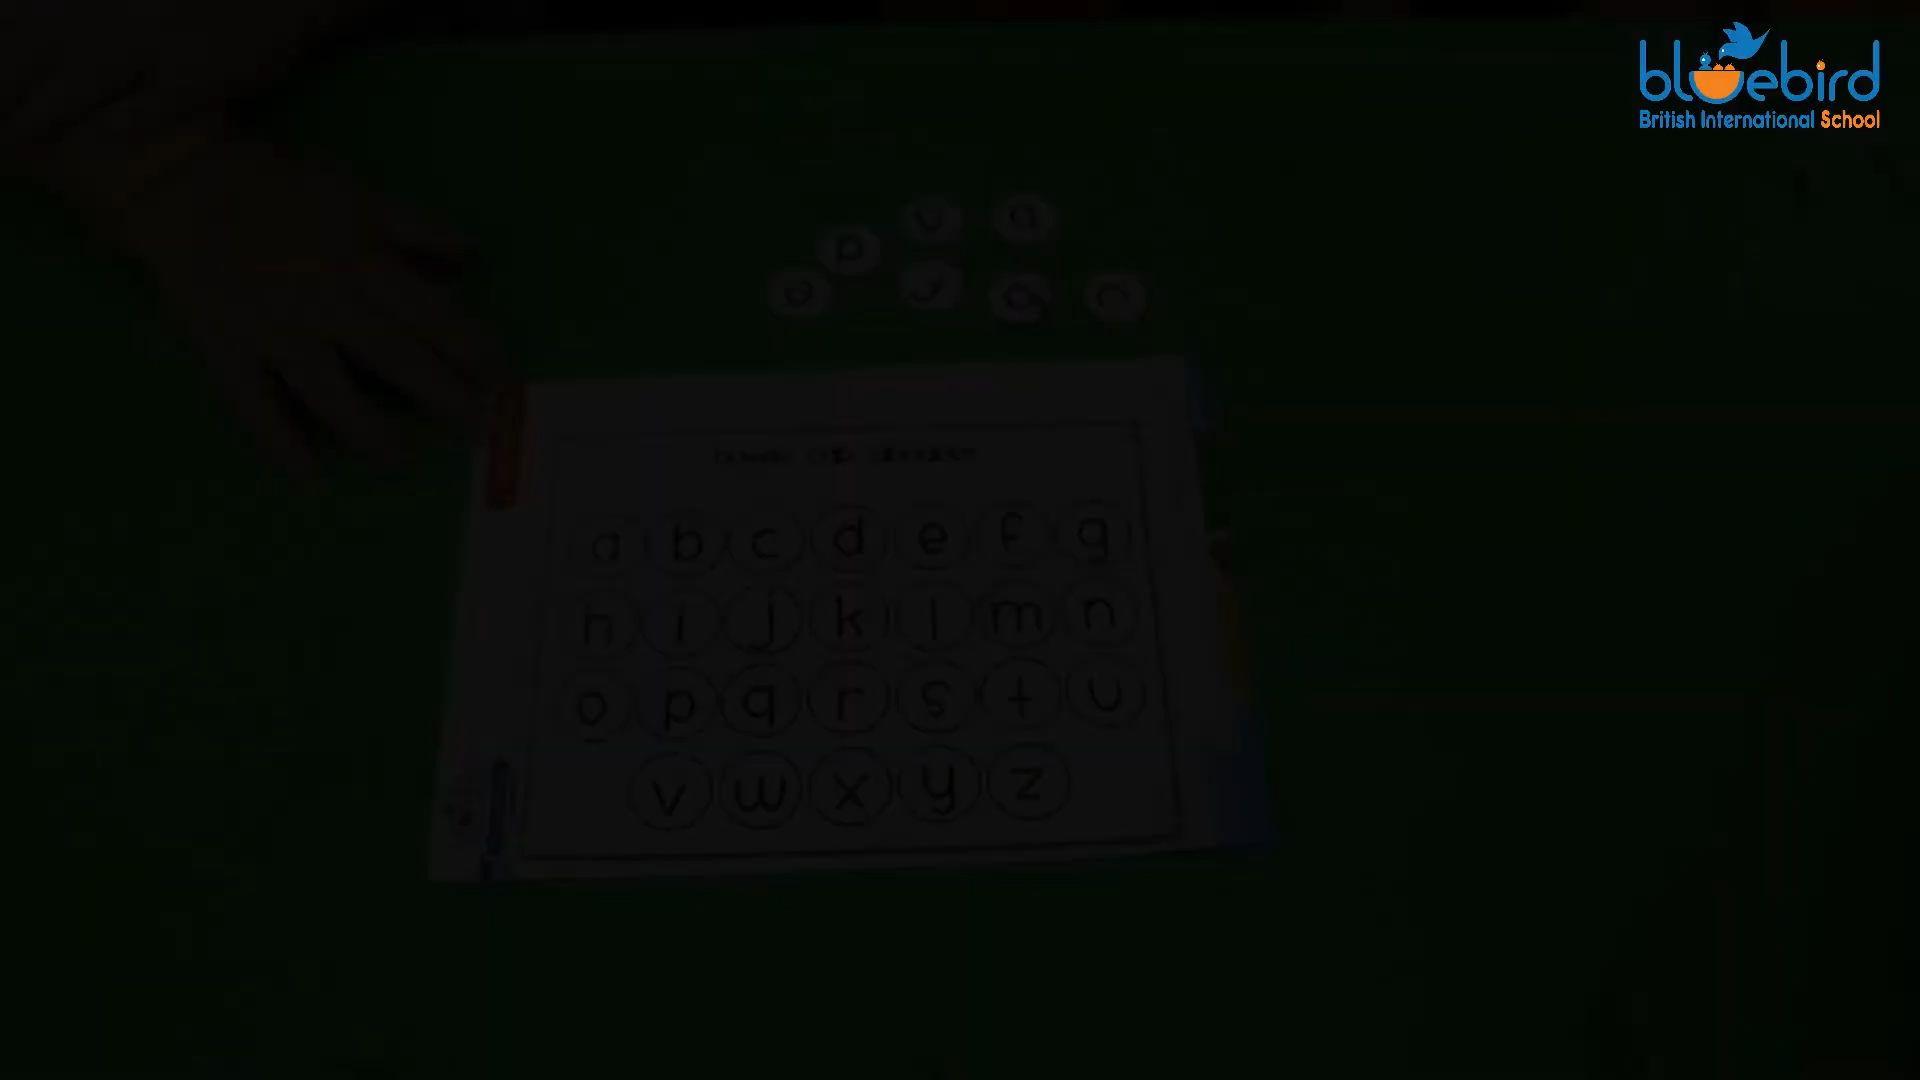 bluebird
British International School
a b c d e f g
h i j k l m n
o p q r s t u
v w x y z